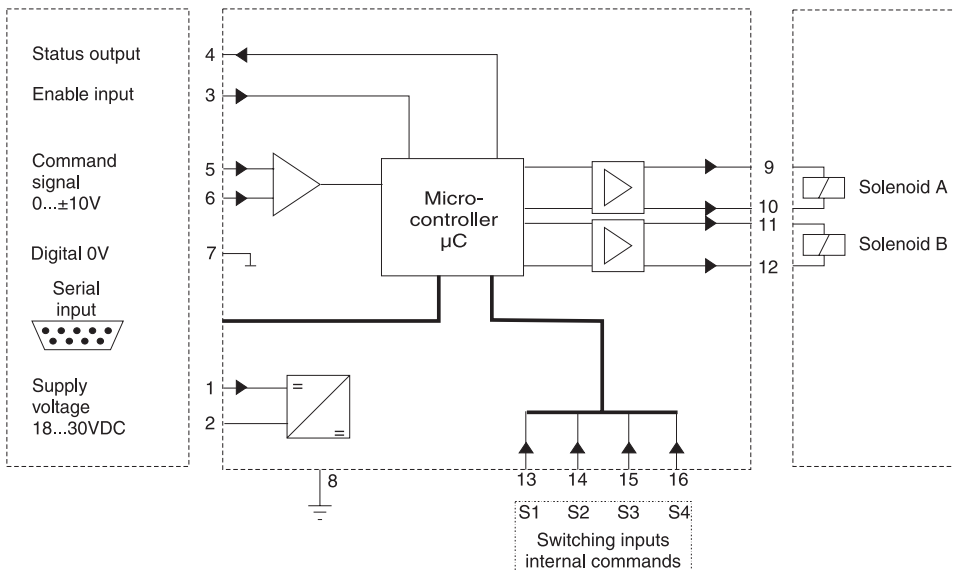 Status output
4
Enable input
3
Command
signal
0...±10V
5
6
Digital 0V
7
Serial
input
Supply
voltage
18...30VDC
1
2
=
=
8
Micro-
controller
µC
9
10
11
12
Solenoid A
Solenoid B
13 14 15 16
S1 S2 S3 S4
Switching inputs
internal commands